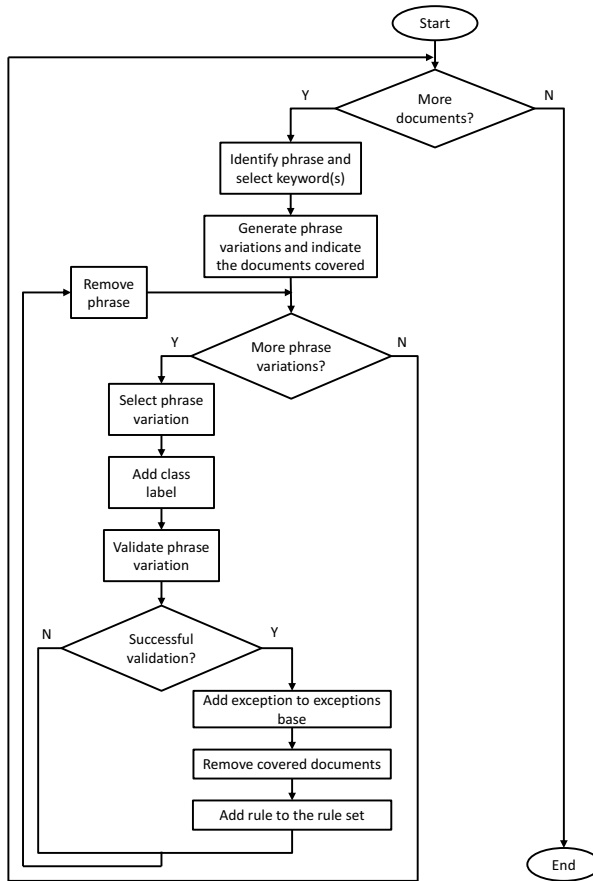 Start
More
documents?
Y
N
Identify phrase and
select keyword(s)
Generate phrase
variations and indicate
the documents covered
Remove
phrase
More phrase
variations?
Y
N
Select phrase
variation
Add class
label
Validate phrase
variation
Successful
validation?
N
Y
Add exception to exceptions
base
Remove covered documents
Add rule to the rule set
End